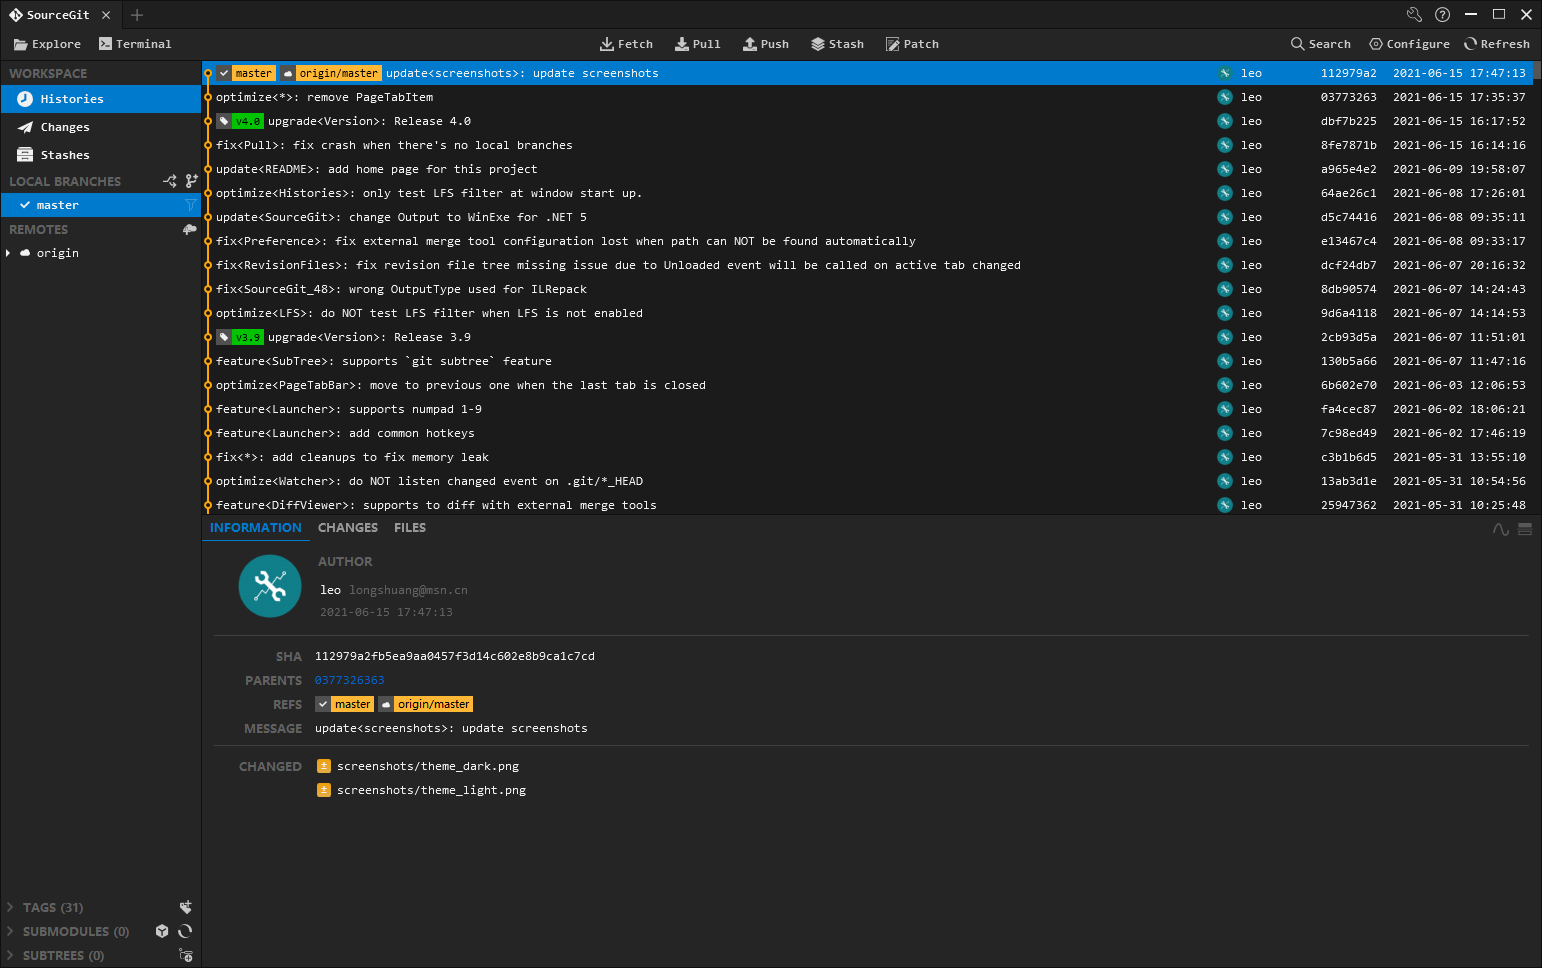 SourceGit
Explore Terminal Fetch Pull Push Stash Patch Search Configure Refresh
WORKSPACE
Histories
Changes
Stashes
LOCAL BRANCHES
master
REMOTES
origin
TAGS (31)
SUBMODULES (0)
SUBTREES (0)
master origin/master update<screenshots>: update screenshots leo 112979a2 2021-06-15 17:47:13
optimize<*>: remove PageTabItem leo 03773263 2021-06-15 17:35:37
v4.0 upgrade<Version>: Release 4.0 leo dbf7b225 2021-06-15 16:17:52
fix<Pull>: fix crash when there's no local branches leo 8fe7871b 2021-06-15 16:14:16
update<README>: add home page for this project leo a965e4e2 2021-06-09 19:58:07
optimize<Histories>: only test LFS filter at window start up. leo 64ae26c1 2021-06-08 17:26:01
update<SourceGit>: change Output to WinExe for .NET 5 leo d5c74416 2021-06-08 09:35:11
fix<Preference>: fix external merge tool configuration lost when path can NOT be found automatically leo e13467c4 2021-06-08 09:33:17
fix<RevisionFiles>: fix revision file tree missing issue due to Unloaded event will be called on active tab changed leo dcf24db7 2021-06-07 20:16:32
fix<SourceGit_48>: wrong OutputType used for ILRepack leo 8db90574 2021-06-07 14:24:43
optimize<LFS>: do NOT test LFS filter when LFS is not enabled leo 9d6a4118 2021-06-07 14:14:53
v3.9 upgrade<Version>: Release 3.9 leo 2cb93d5a 2021-06-07 11:51:01
feature<SubTree>: supports `git subtree` feature leo 130b5a66 2021-06-07 11:47:16
optimize<PageTabBar>: move to previous one when the last tab is closed leo 6b602e70 2021-06-03 12:06:53
feature<Launcher>: supports numpad 1-9 leo fa4cec87 2021-06-02 18:06:21
feature<Launcher>: add common hotkeys leo 7c98ed49 2021-06-02 17:46:19
fix<*>: add cleanups to fix memory leak leo c3b1b6d5 2021-05-31 13:55:10
optimize<Watcher>: do NOT listen changed event on .git/*_HEAD leo 13ab3d1e 2021-05-31 10:54:56
feature<DiffViewer>: supports to diff with external merge tools leo 25947362 2021-05-31 10:25:48
INFORMATION CHANGES FILES
AUTHOR
leo longshuang@msn.cn
2021-06-15 17:47:13
SHA 112979a2fb5ea9aa0457f3d14c602e8b9ca1c7cd
PARENTS 0377326363
REFS master origin/master
MESSAGE update<screenshots>: update screenshots
CHANGED screenshots/theme_dark.png
screenshots/theme_light.png